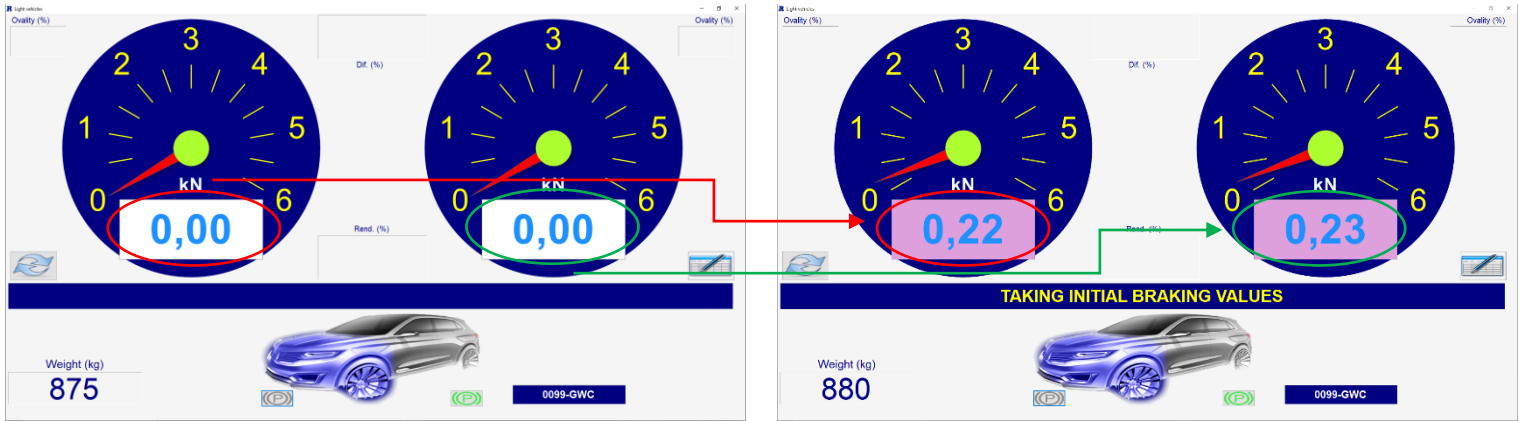 Light vehicles
Ovality (%)
Ovality (%)
0
1
2
3
4
5
6
kN
0,00
Dif. (%)
Rend. (%)
0
1
2
3
4
5
6
kN
0,00
Weight (kg)
875
(P)
(P)
0099-GWC
Light vehicles
Ovality (%)
Ovality (%)
0
1
2
3
4
5
6
kN
0,22
Dif. (%)
Rend. (%)
0
1
2
3
4
5
6
kN
0,23
TAKING INITIAL BRAKING VALUES
Weight (kg)
880
(P)
(P)
0099-GWC